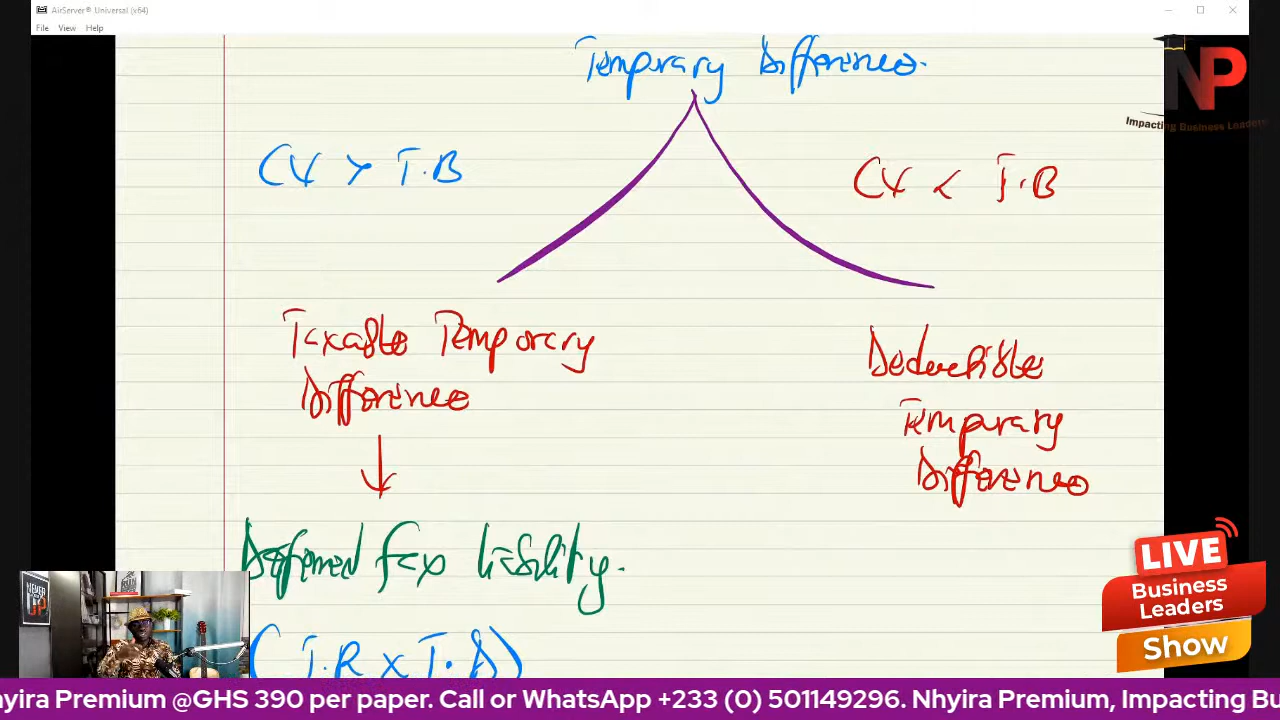 AirServer® Universal (x64)
File View Help
Temporary Difference.
NP
Impacting Business Leaders
CV > T.B
CV < T.B
Taxable Temporary
Difference
Deductible
Temporary
Difference
Deferred tax liability.
(T.R x T.D)
LIVE
Business
Leaders
Show
nyira Premium @GHS 390 per paper. Call or WhatsApp +233 (0) 501149296. Nhyira Premium, Impacting Bu